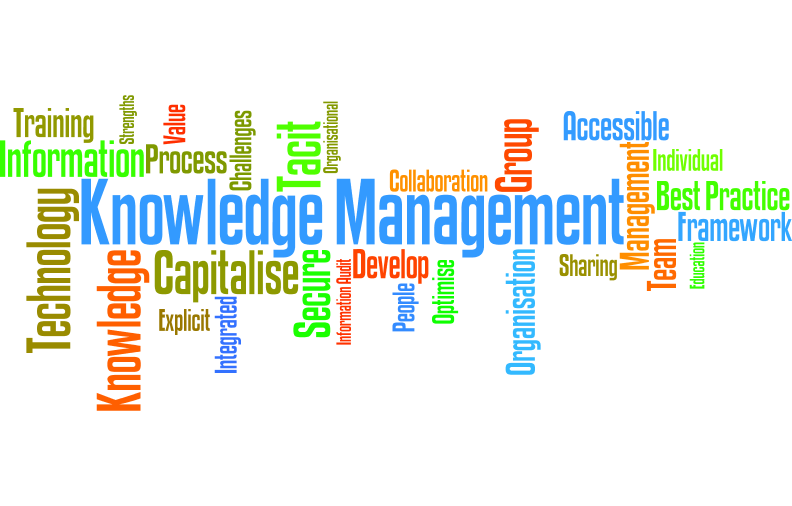 Training
Strengths
Value
Challenges
Tacit
Organisational
Group
Accessible
Information
Process
Collaboration
Management
Individual
Knowledge Management
Best Practice
Framework
Technology
Knowledge
Capitalise
Secure
Information Audit
Develop
Optimise
Organisation
Sharing
Team
Education
Explicit
Integrated
People